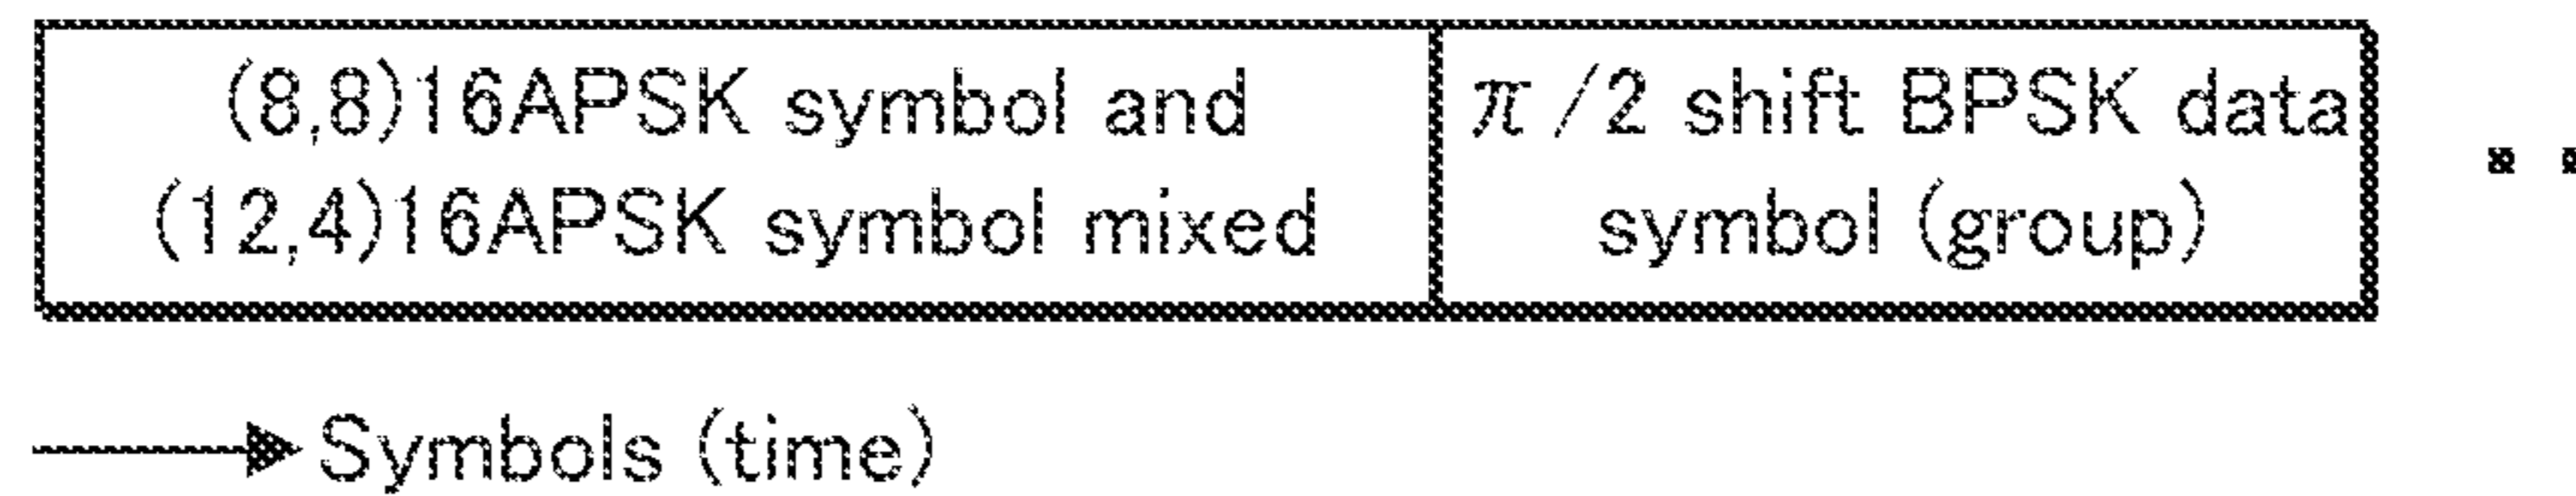 (8,8)16APSK symbol and
(12,4)16APSK symbol mixed
π/2 shift BPSK data
symbol (group)
Symbols (time)